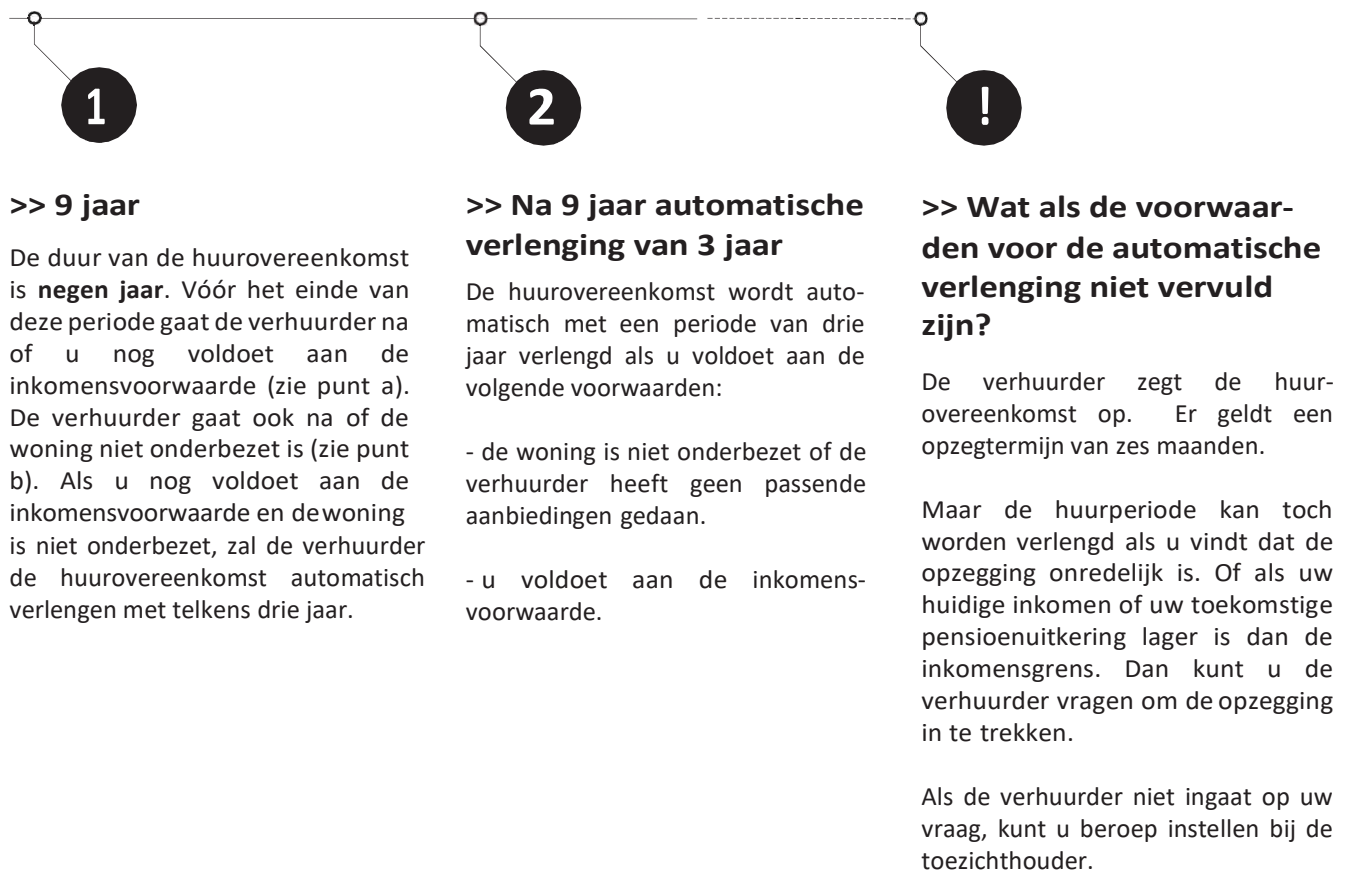 1
>> 9 jaar
De duur van de huurovereenkomst
is negen jaar. Vóór het einde van
deze periode gaat de verhuurder na
of u nog voldoet aan de
inkomensvoorwaarde (zie punt a).
De verhuurder gaat ook na of de
woning niet onderbezet is (zie punt
b). Als u nog voldoet aan de
inkomensvoorwaarde en dewoning
is niet onderbezet, zal de verhuurder
de huurovereenkomst automatisch
verlengen met telkens drie jaar.
2
>> Na 9 jaar automatische
verlenging van 3 jaar
De huurovereenkomst wordt auto-
matisch met een periode van drie
jaar verlengd als u voldoet aan de
volgende voorwaarden:
- de woning is niet onderbezet of de
verhuurder heeft geen passende
aanbiedingen gedaan.
- u voldoet aan de inkomens-
voorwaarde.
!
>> Wat als de voorwaar-
den voor de automatische
verlenging niet vervuld
zijn?
De verhuurder zegt de huur-
overeenkomst op. Er geldt een
opzegtermijn van zes maanden.
Maar de huurperiode kan toch
worden verlengd als u vindt dat de
opzegging onredelijk is. Of als uw
huidige inkomen of uw toekomstige
pensioenuitkering lager is dan de
inkomensgrens. Dan kunt u de
verhuurder vragen om de opzegging
in te trekken.
Als de verhuurder niet ingaat op uw
vraag, kunt u beroep instellen bij de
toezichthouder.